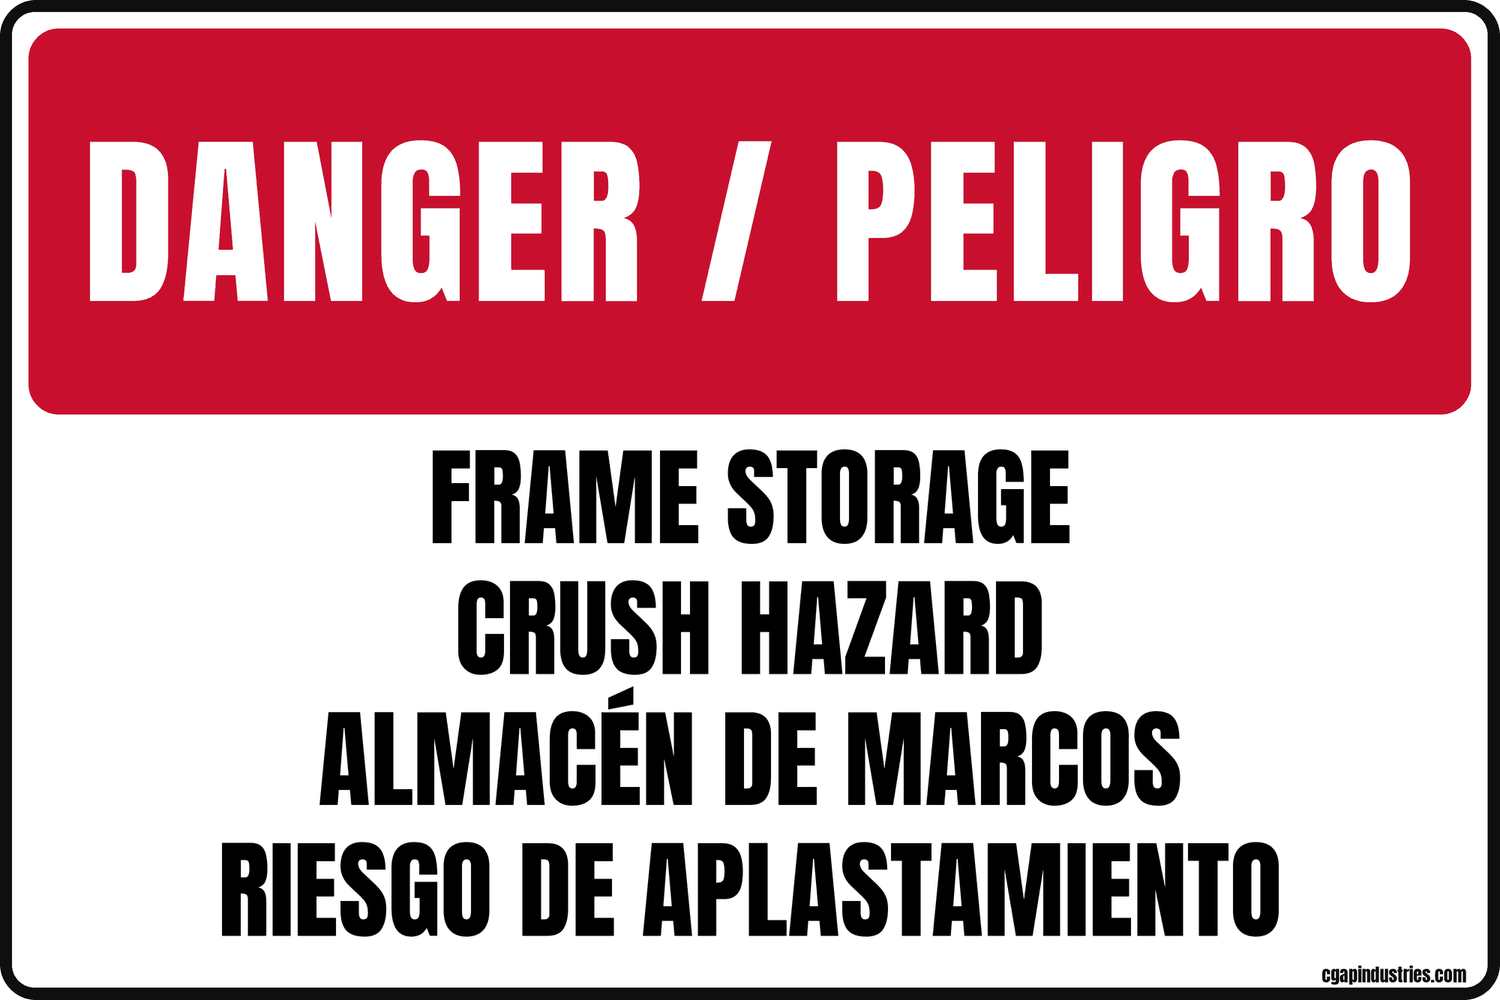 DANGER / PELIGRO
FRAME STORAGE
CRUSH HAZARD
ALMACÉN DE MARCOS
RIESGO DE APLASTAMIENTO
cgapindustries.com